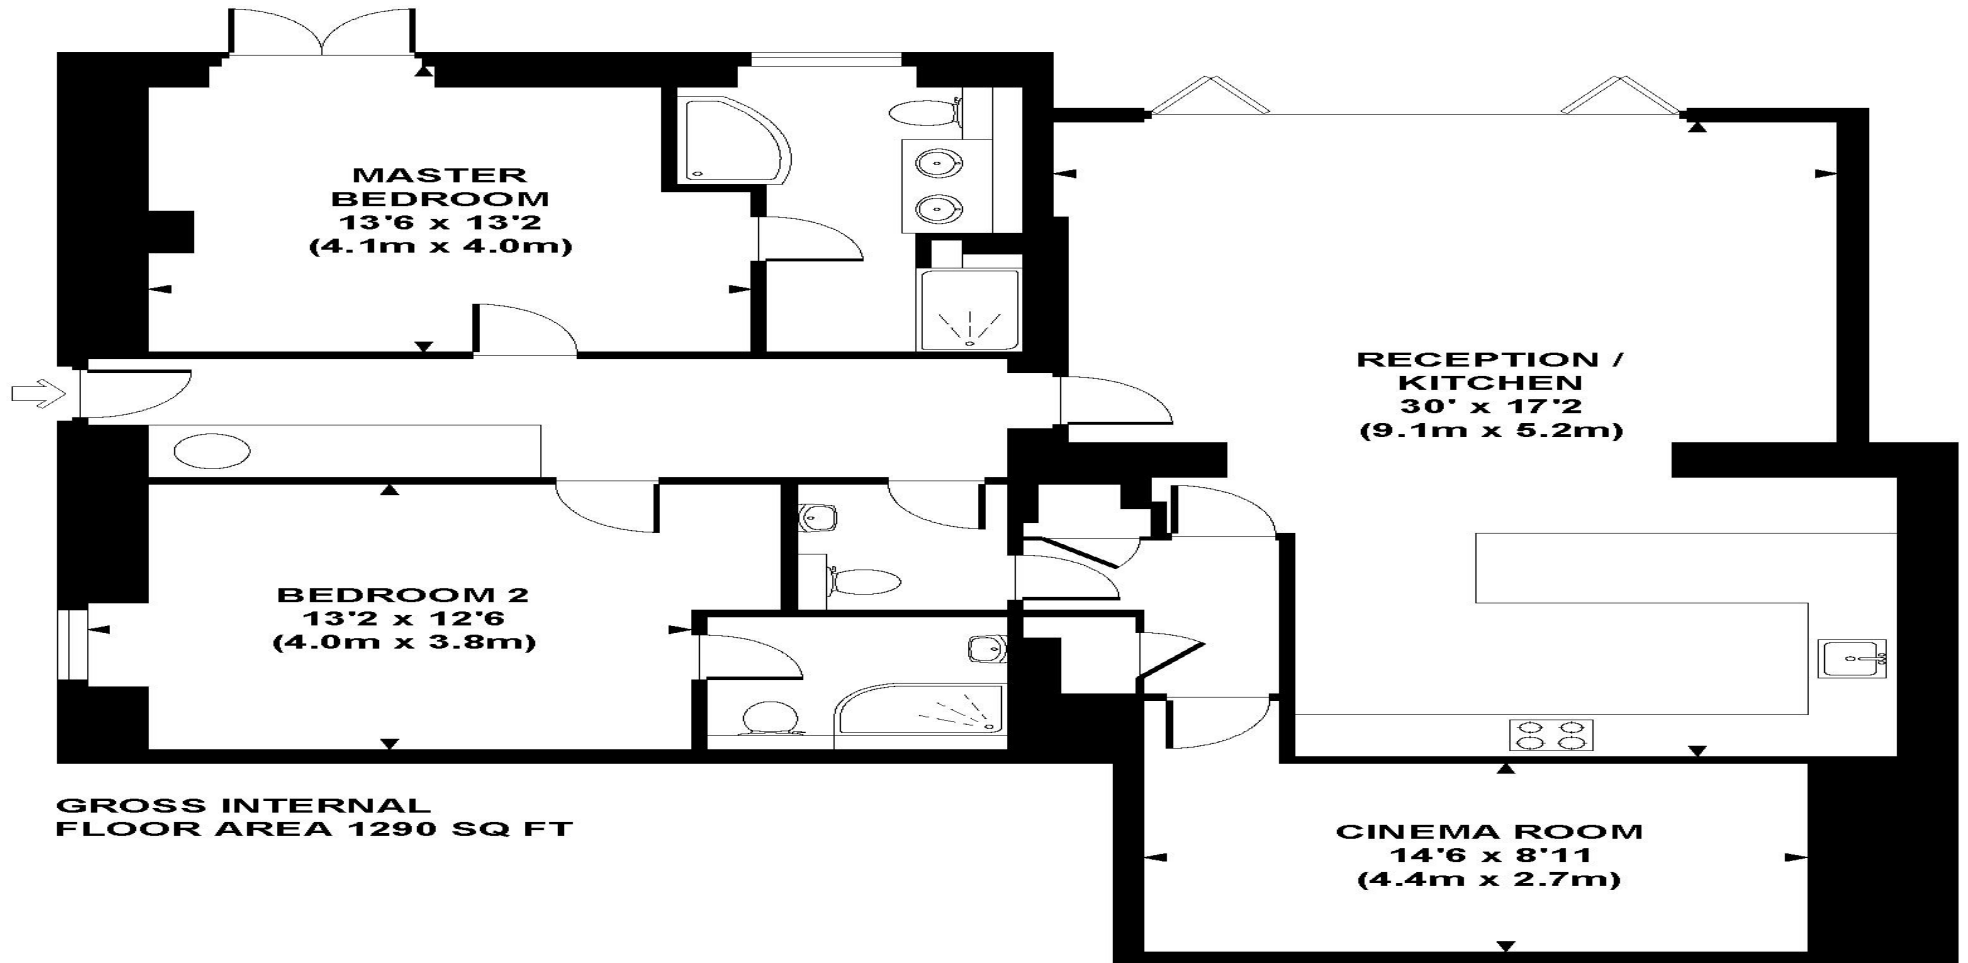 MASTER
BEDROOM
13'6 x 13'2
(4.1m x 4.0m)
RECEPTION /
KITCHEN
30' x 17'2
(9.1m x 5.2m)
BEDROOM 2
13'2 x 12'6
(4.0m x 3.8m)
GROSS INTERNAL
FLOOR AREA 1290 SQ FT
CINEMA ROOM
14'6 x 8'11
(4.4m x 2.7m)